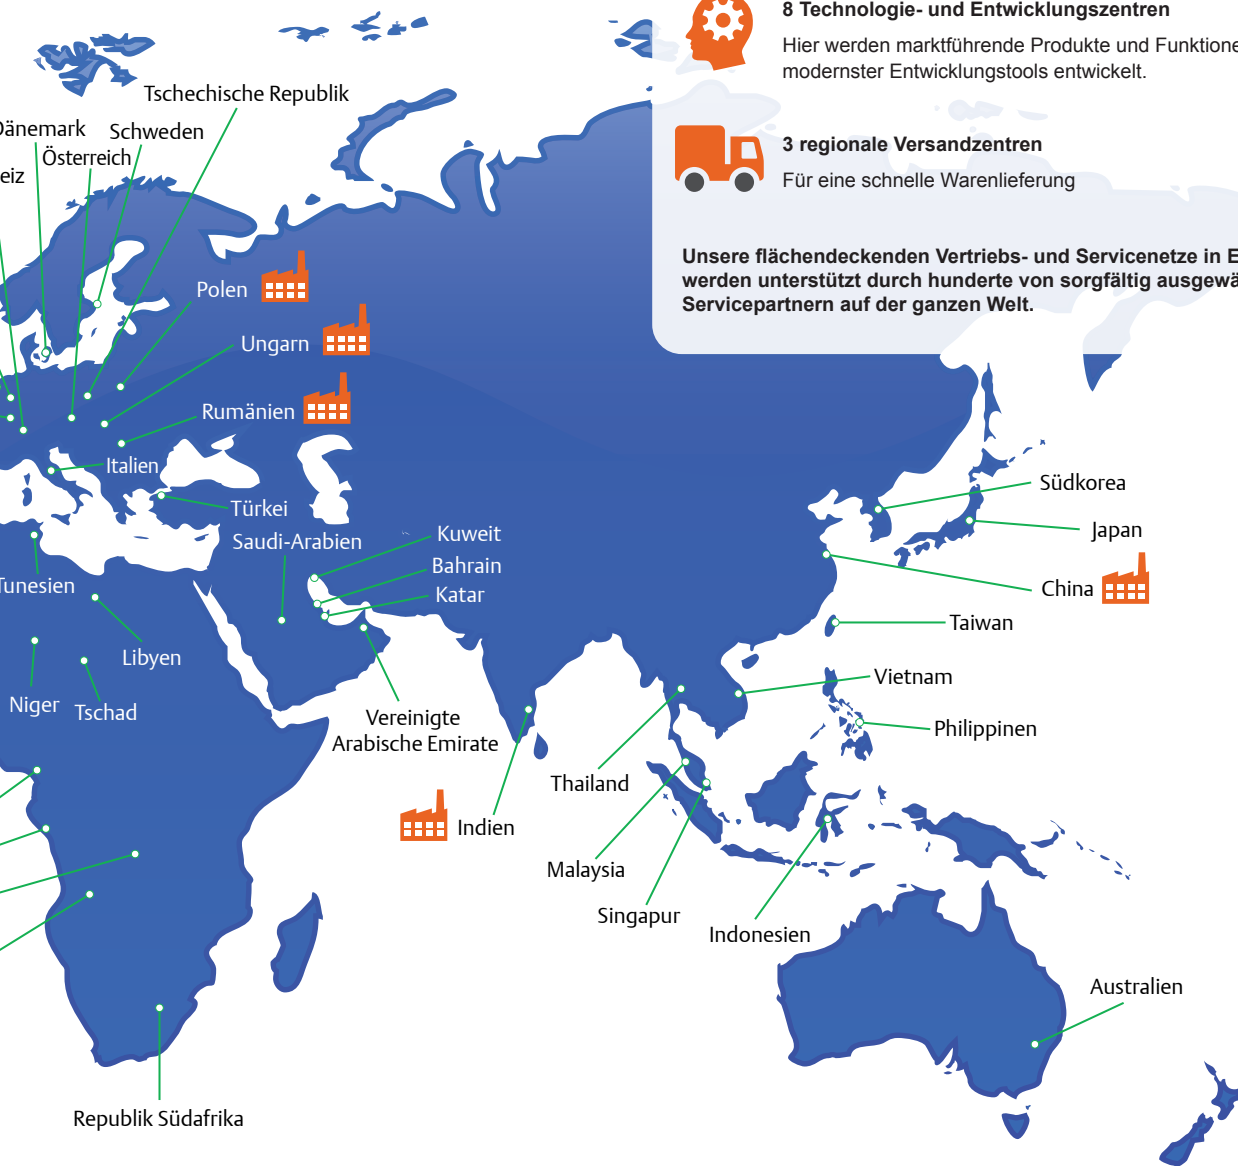 8 Technologie- und Entwicklungszentren
Hier werden marktführende Produkte und Funktione
modernster Entwicklungstools entwickelt.
3 regionale Versandzentren
Für eine schnelle Warenlieferung
Unsere flächendeckenden Vertriebs- und Servicenetze in E
werden unterstützt durch hunderte von sorgfältig ausgewä
Servicepartnern auf der ganzen Welt.
Tschechische Republik
Dänemark
Schweden
Österreich
eiz
Polen
Ungarn
Rumänien
Italien
Türkei
Saudi-Arabien
Kuweit
Bahrain
Katar
Tunesien
Libyen
Niger
Tschad
Vereinigte
Arabische Emirate
Indien
Südkorea
Japan
China
Taiwan
Vietnam
Philippinen
Thailand
Malaysia
Singapur
Indonesien
Australien
Republik Südafrika